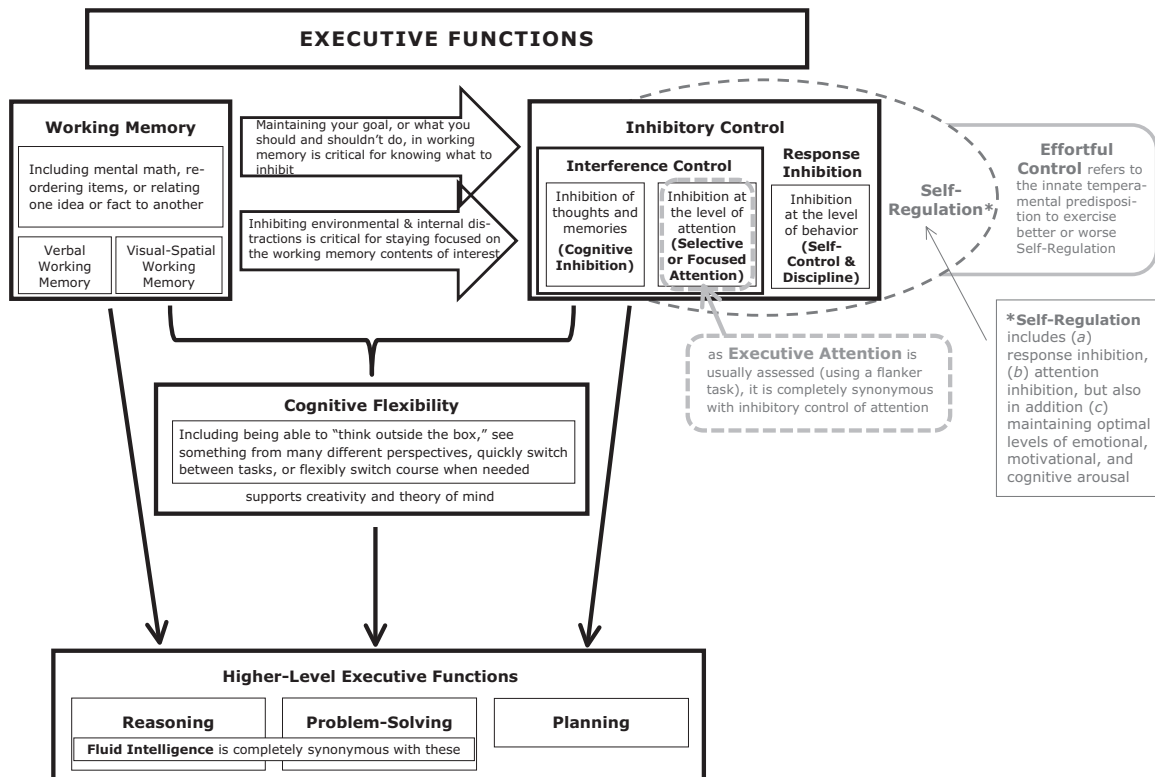 EXECUTIVE FUNCTIONS
Working Memory
Including mental math, re-
ordering items, or relating
one idea or fact to another
Verbal
Working
Memory
Visual-Spatial
Working
Memory
Maintaining your goal, or what you
should and shouldn't do, in working
memory is critical for knowing what to
inhibit
Inhibiting environmental & internal dis-
tractions is critical for staying focused on
the working memory contents of interest
Inhibitory Control
Interference Control
Inhibition of
thoughts and
memories
(Cognitive
Inhibition)
Inhibition at
the level of
attention
(Selective
or Focused
Attention)
Response
Inhibition
Inhibition
at the level
of behavior
(Self-
Control &
Discipline)
Self-
Regulation*
Effortful
Control refers to
the innate tempera-
mental predisposi-
tion to exercise
better or worse
Self-Regulation
*Self-Regulation
includes (a)
response inhibition,
(b) attention
inhibition, but also
in addition (c)
maintaining optimal
levels of emotional,
motivational, and
cognitive arousal
as Executive Attention is
usually assessed (using a flanker
task), it is completely synonymous
with inhibitory control of attention
Cognitive Flexibility
Including being able to “think outside the box,” see
something from many different perspectives, quickly switch
between tasks, or flexibly switch course when needed
supports creativity and theory of mind
Higher-Level Executive Functions
Reasoning
Problem-Solving
Planning
Fluid Intelligence is completely synonymous with these